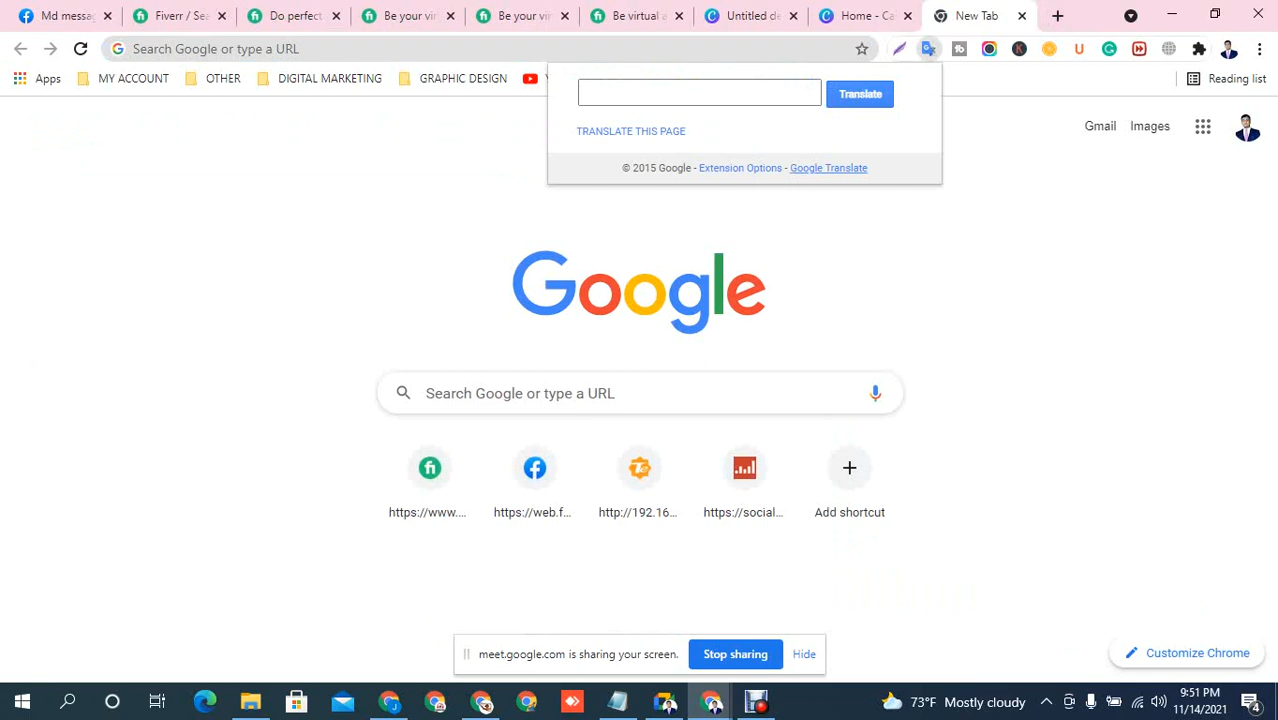 Md messag
Fiverr / Sea
Do perfect
Be your vir
Be your vir
Be virtual a
Untitled de
Home - Ca
New Tab
Search Google or type a URL
Apps
MY ACCOUNT
OTHER
DIGITAL MARKETING
GRAPHIC DESIGN
Reading list
Translate
TRANSLATE THIS PAGE
© 2015 Google - Extension Options - Google Translate
Gmail
Images
Google
Search Google or type a URL
https://www....
https://web.f...
http://192.16...
https://social...
Add shortcut
meet.google.com is sharing your screen.
Stop sharing
Hide
Customize Chrome
73°F Mostly cloudy
9:51 PM
11/14/2021
4